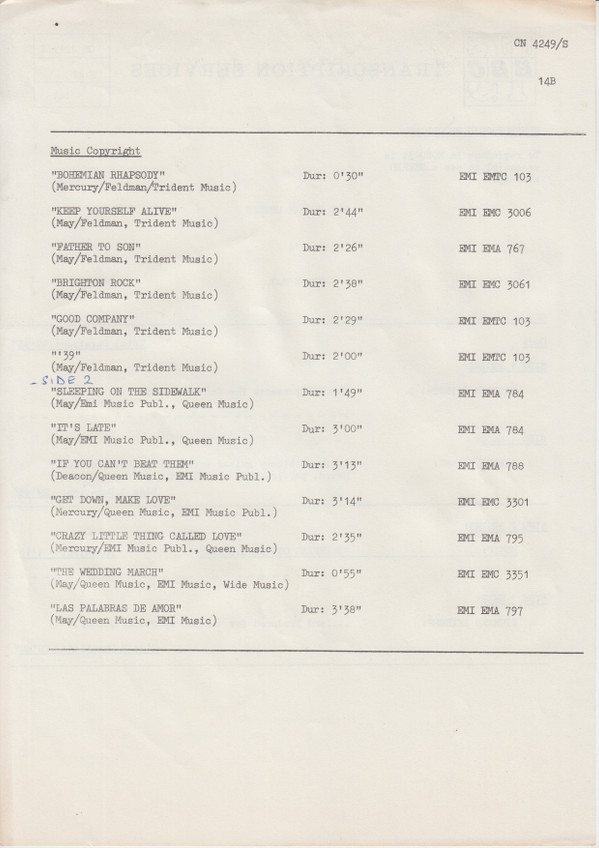 CN 4249/S
14B
Music Copyright
"BOHEMIAN RHAPSODY" Dur: 0'30" EMI EMTC 103
(Mercury/Feldman/Trident Music)
"KEEP YOURSELF ALIVE" Dur: 2'44" EMI EMC 3006
(May/Feldman, Trident Music)
"FATHER TO SON" Dur: 2'26" EMI EMA 767
(May/Feldman, Trident Music)
"BRIGHTON ROCK" Dur: 2'38" EMI EMC 3061
(May/Feldman, Trident Music)
"GOOD COMPANY" Dur: 2'29" EMI EMTC 103
(May/Feldman, Trident Music)
"'39" Dur: 2'00" EMI EMTC 103
(May/Feldman, Trident Music)
- SIDE 2
"SLEEPING ON THE SIDEWALK" Dur: 1'49" EMI EMA 784
(May/Emi Music Publ., Queen Music)
"IT'S LATE" Dur: 3'00" EMI EMA 784
(May/EMI Music Publ., Queen Music)
"IF YOU CAN'T BEAT THEM" Dur: 3'13" EMI EMA 788
(Deacon/Queen Music, EMI Music Publ.)
"GET DOWN, MAKE LOVE" Dur: 3'14" EMI EMC 3301
(Mercury/Queen Music, EMI Music Publ.)
"CRAZY LITTLE THING CALLED LOVE" Dur: 2'35" EMI EMA 795
(Mercury/EMI Music Publ., Queen Music)
"THE WEDDING MARCH" Dur: 0'55" EMI EMC 3351
(May/Queen Music, EMI Music, Wide Music)
"LAS PALABRAS DE AMOR" Dur: 3'38" EMI EMA 797
(May/Queen Music, EMI Music)